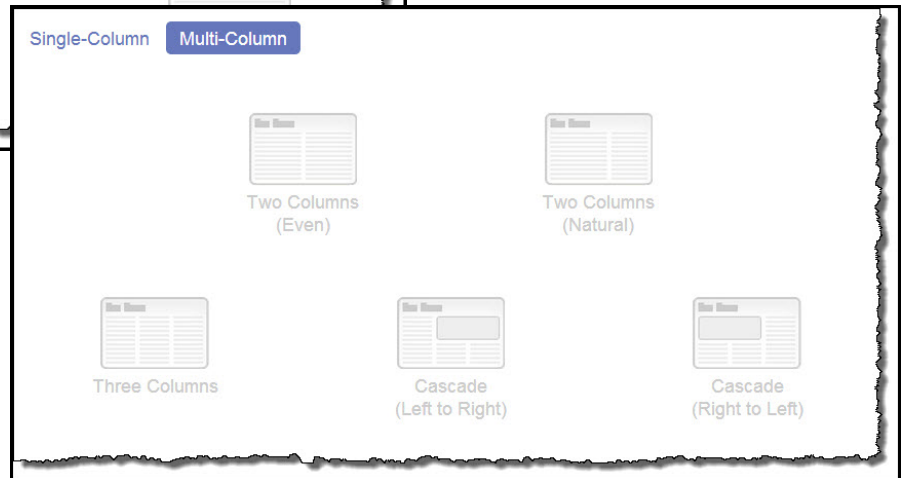 Single-Column Multi-Column
Two Columns
(Even)
Two Columns
(Natural)
Three Columns
Cascade
(Left to Right)
Cascade
(Right to Left)